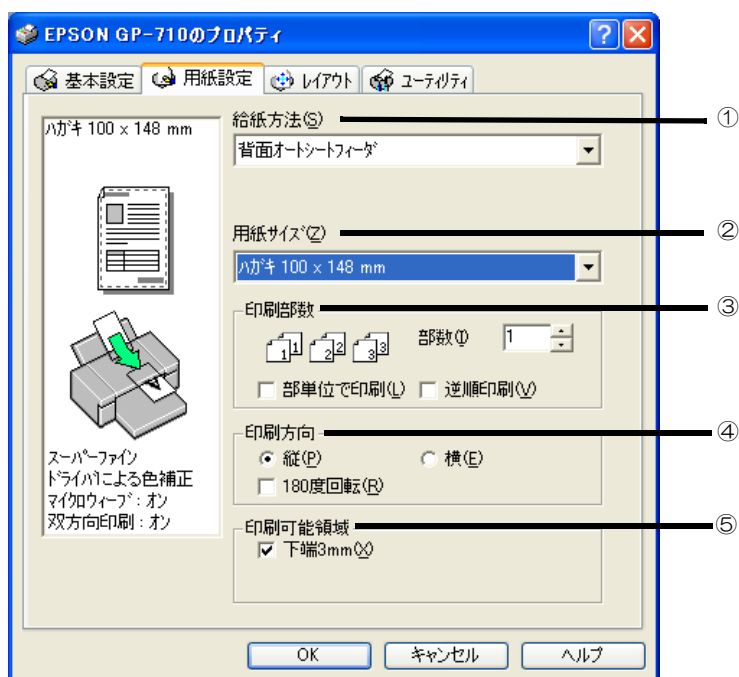 EPSON GP-710のプロパティ
基本設定 用紙設定 レイアウト ユーティリティ
ハガキ 100 x 148 mm
スーパーファイン
ドライバによる色補正
マイクロウィーブ：オン
双方向印刷：オン
給紙方法(S)
①
背面オートシートフィーダ
用紙サイズ(Z)
②
ハガキ 100 x 148 mm
印刷部数
③
1 1 2 2 3 3
部数(I) 1
部単位で印刷(L) 逆順印刷(V)
印刷方向
④
縦(P) 横(E)
180度回転(R)
印刷可能領域
⑤
下端3mm(X)
OK キャンセル ヘルプ